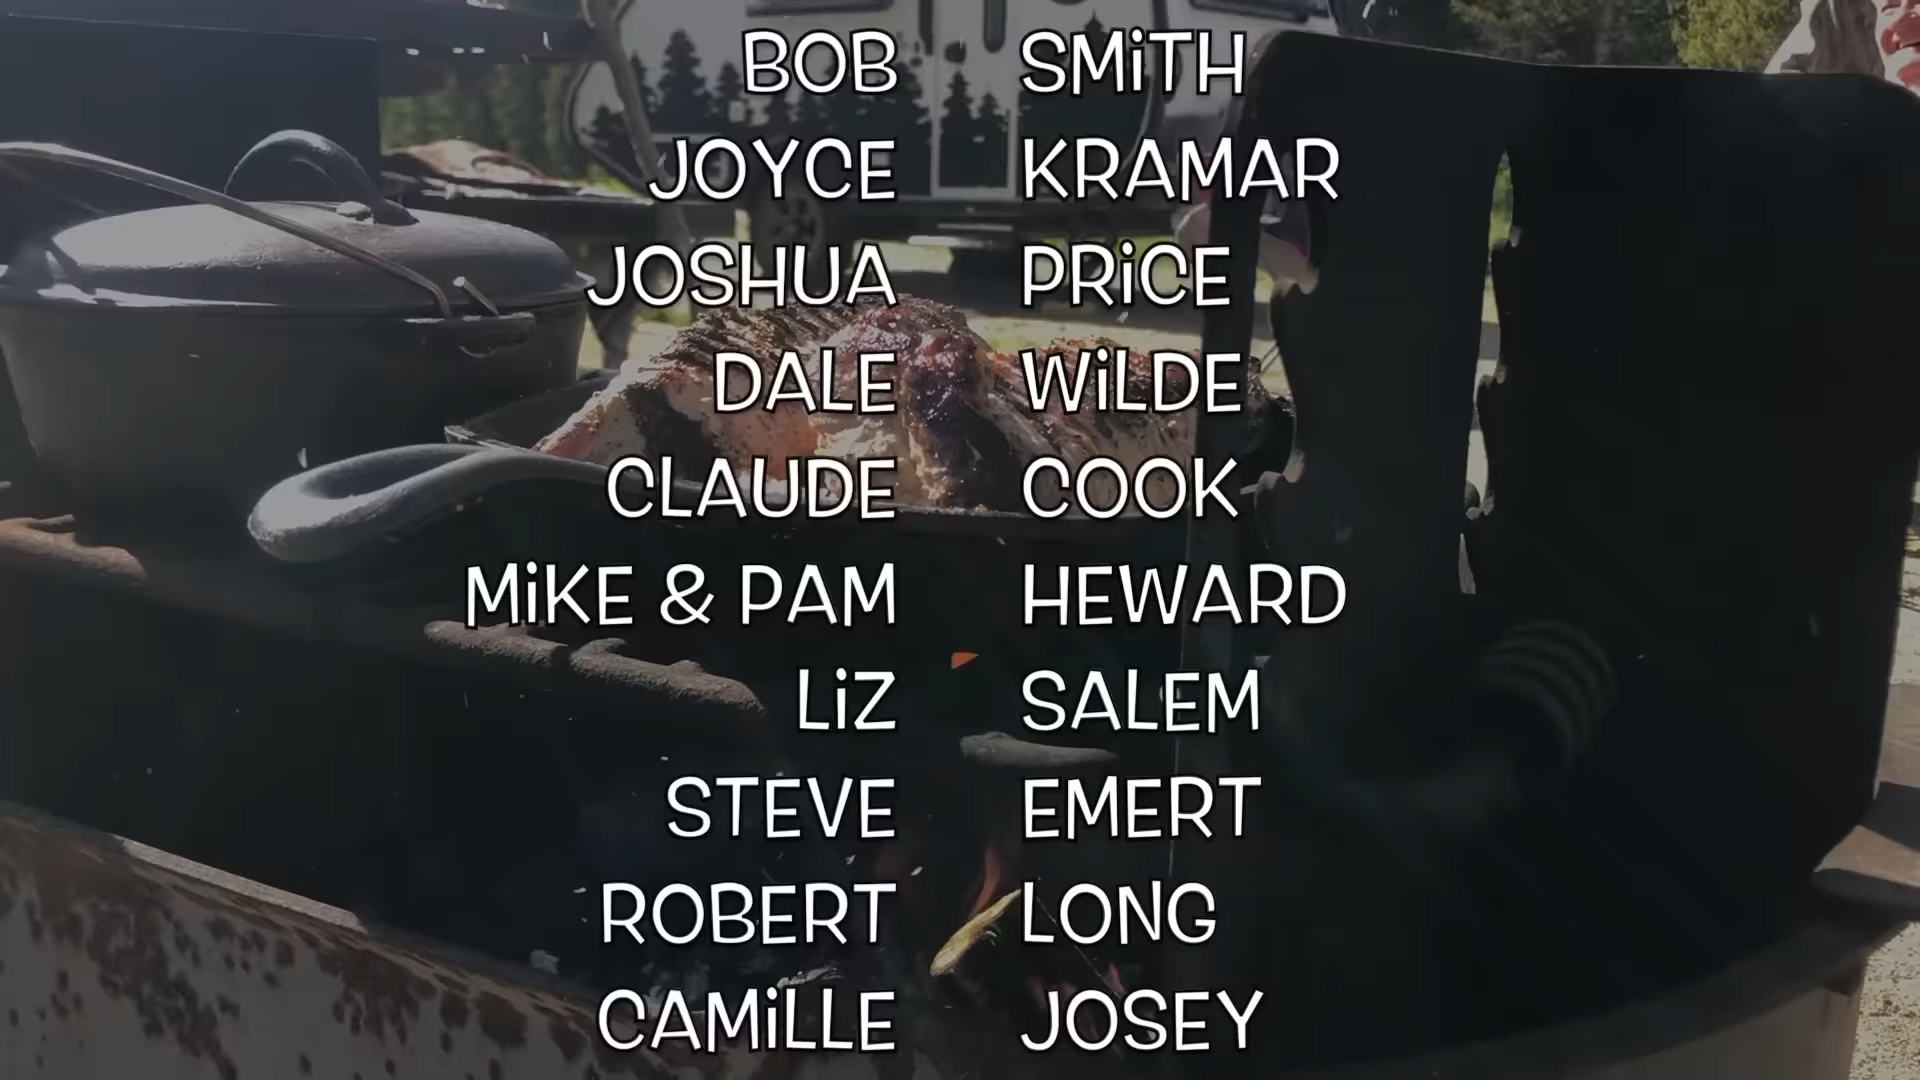 BOB SMiTH
JOYCE KRAMAR
JOSHUA PRiCE
DALE WiLDE
CLAUDE COOK
MiKE & PAM HEWARD
LiZ SALEM
STEVE EMERT
ROBERT LONG
CAMiLLE JOSEY